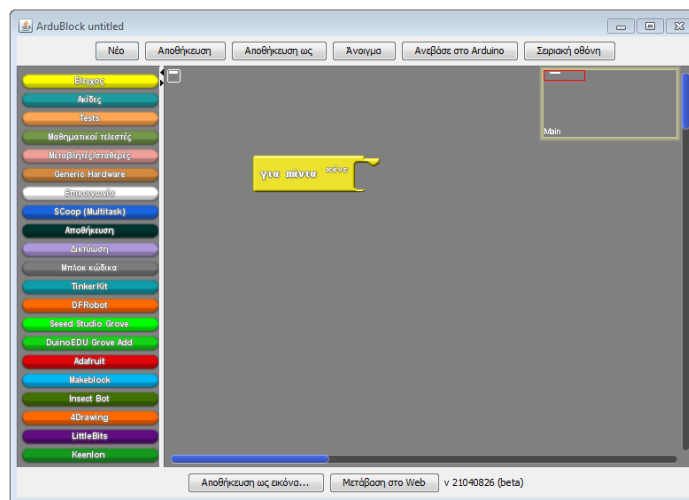 ArduBlock untitled
Νέο Αποθήκευση Αποθήκευση ως Άνοιγμα Ανεβάσε στο Arduino Σειριακή οθόνη
Έλεγχος
Ακίδες
Tests
Μαθηματικοί τελεστές
Μεταβλητές/σταθερές
Generic Hardware
Επικοινωνία
SCoop (Multitask)
Αποθήκευση
Δικτύωση
Μπλοκ κώδικα
TinkerKit
DFRobot
Seeed Studio Grove
DuinoEDU Grove Add
Adafruit
Makeblock
Insect Bot
4Drawing
LittleBits
Keenlon
για πάντα κάνε
Main
Αποθήκευση ως εικόνα... Μετάβαση στο Web v 21040826 (beta)